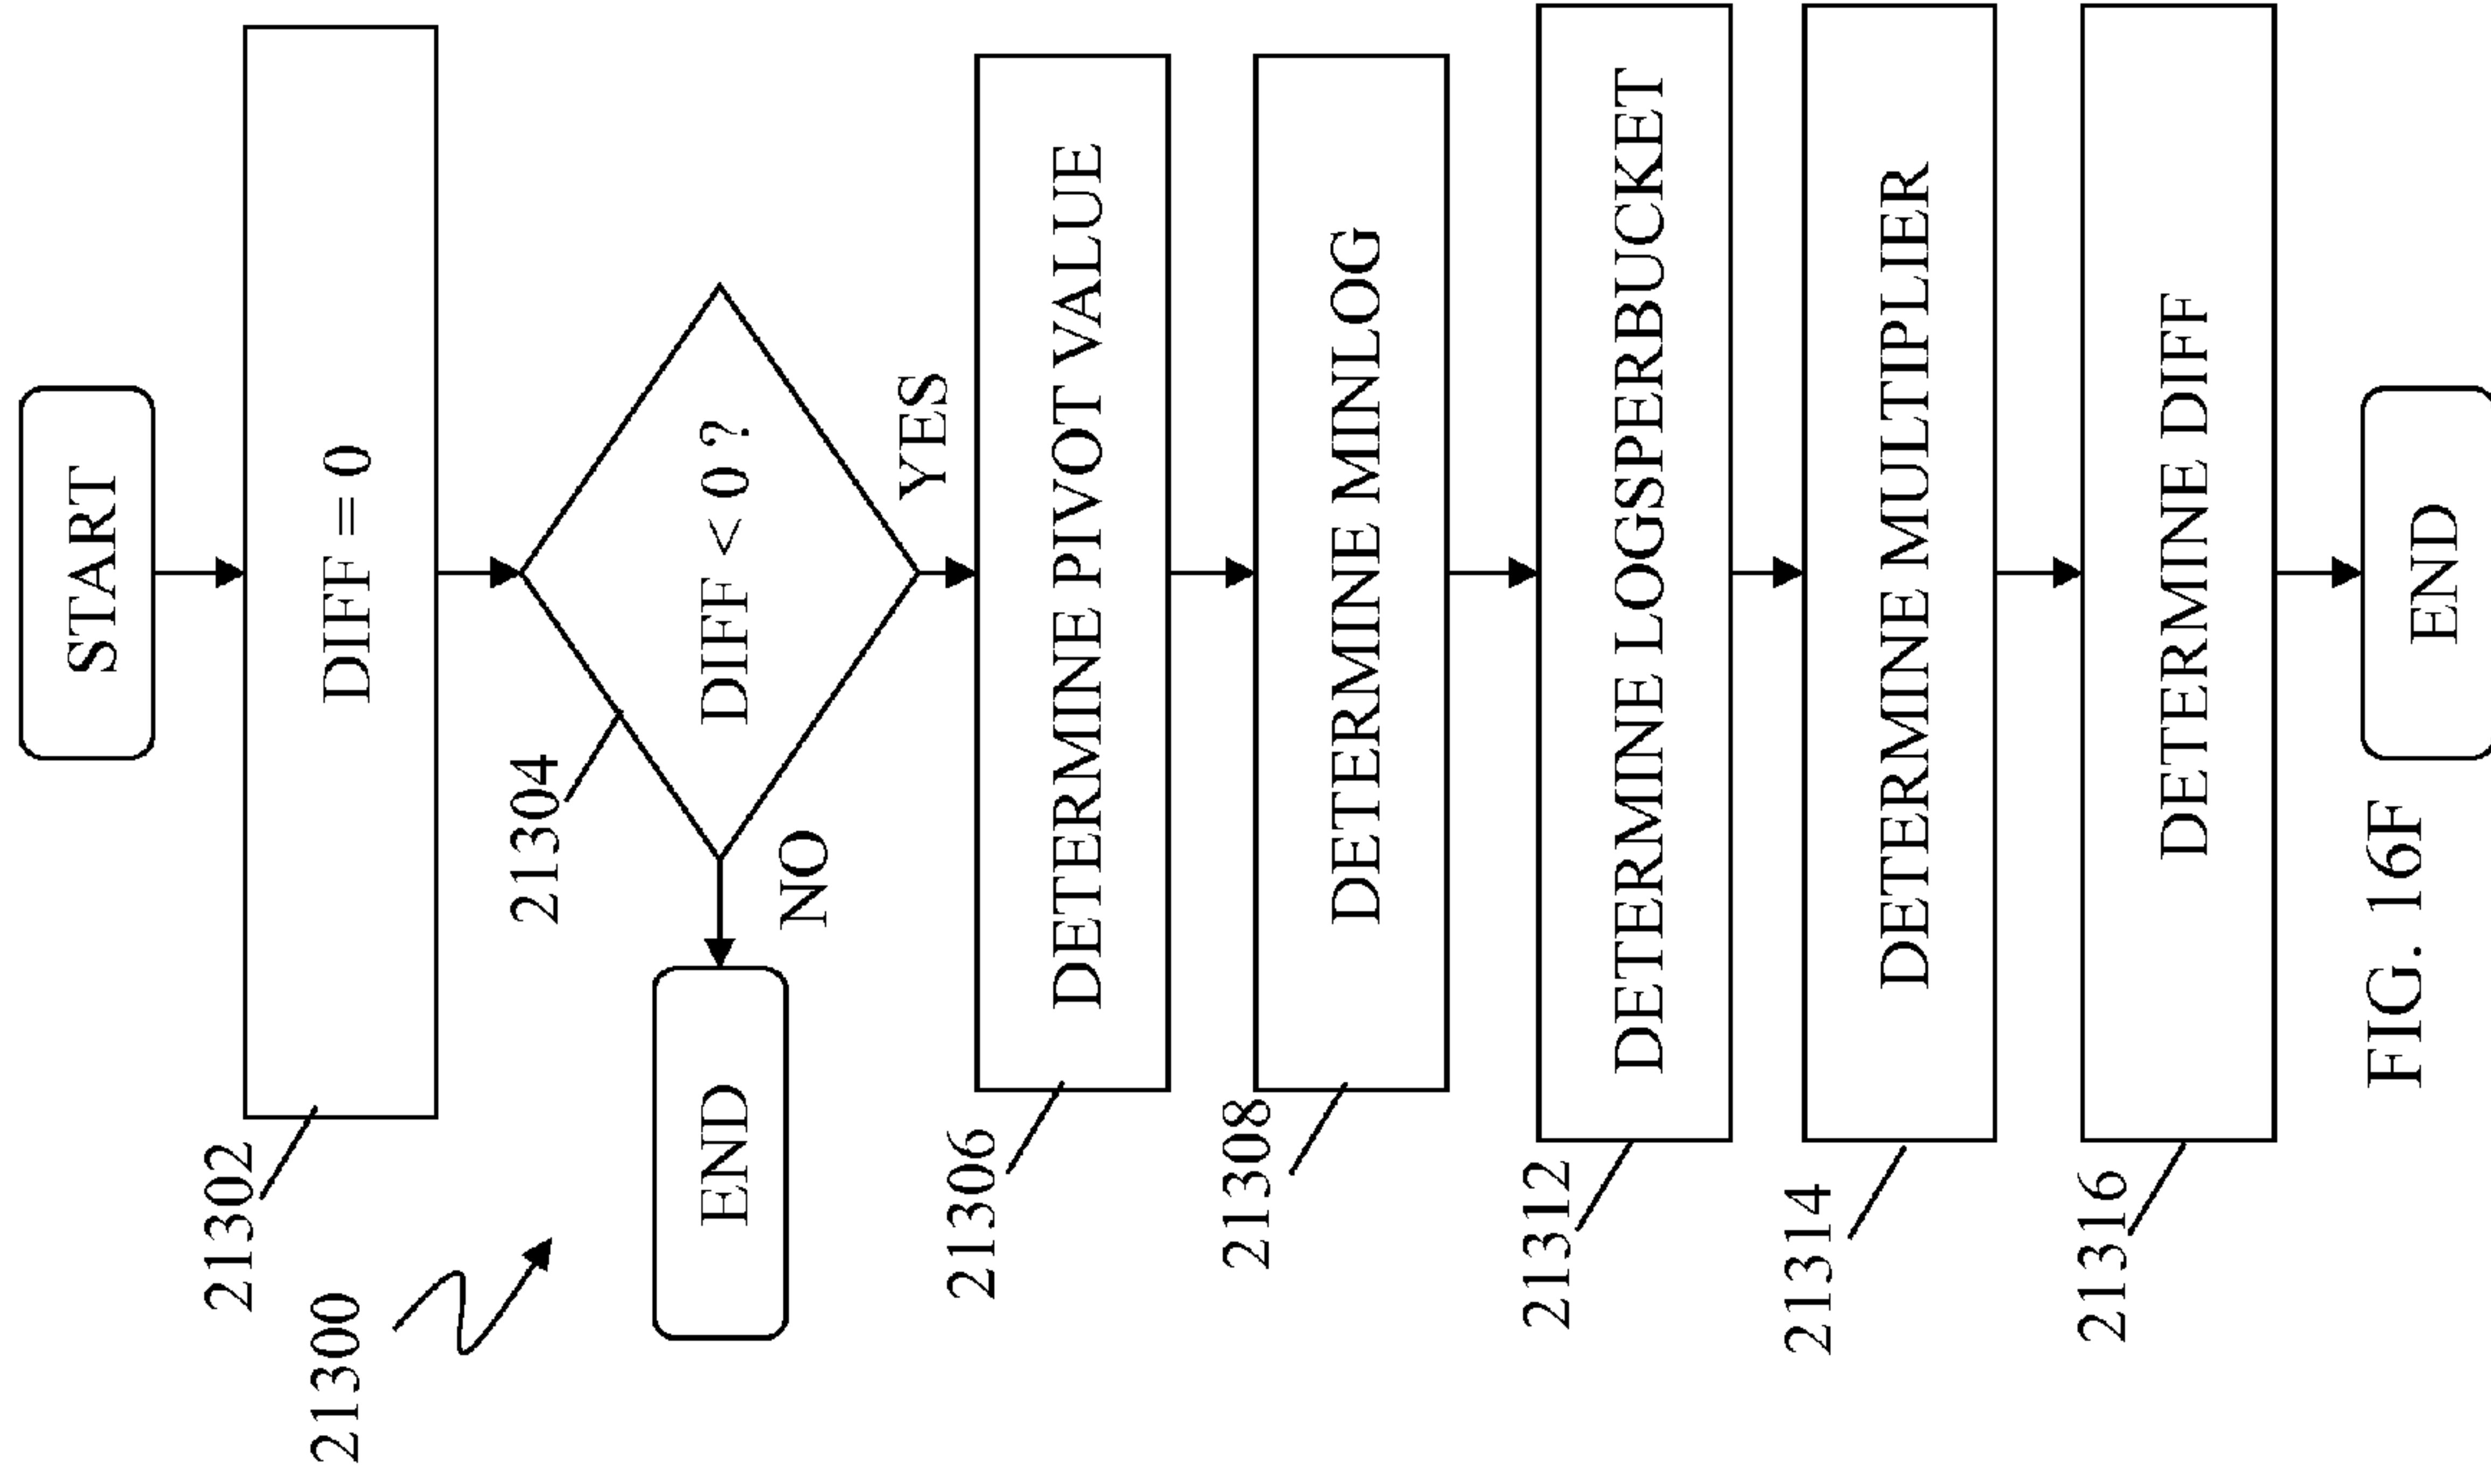 START
21302
DIFF = 0
21300
21304
DIFF < 0 ?
NO
END
YES
21306
DETERMINE PIVOT VALUE
21308
DETERMINE MINLOG
21312
DETERMINE LOGSPERBUCKET
21314
DETERMINE MULTIPLIER
21316
DETERMINE DIFF
END
FIG. 16F